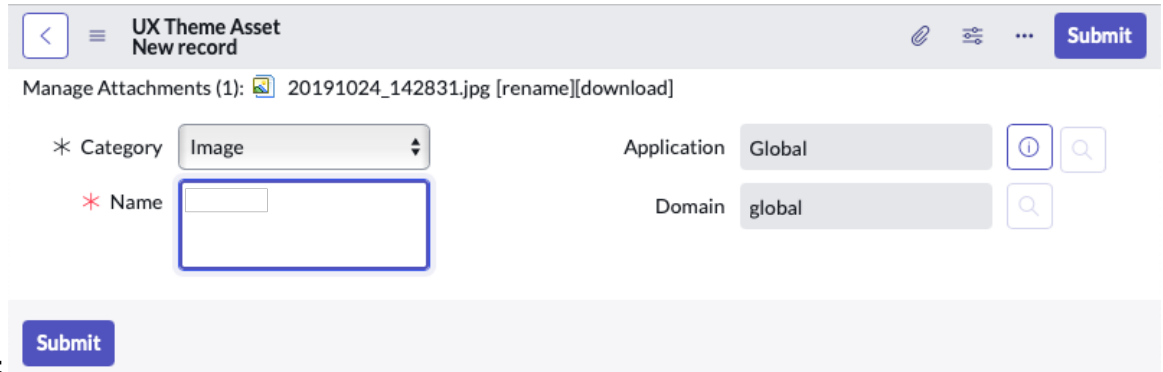 UX Theme Asset
New record
Submit
Manage Attachments (1): 20191024_142831.jpg [rename][download]
Category Image Application Global
Name Domain global
Submit